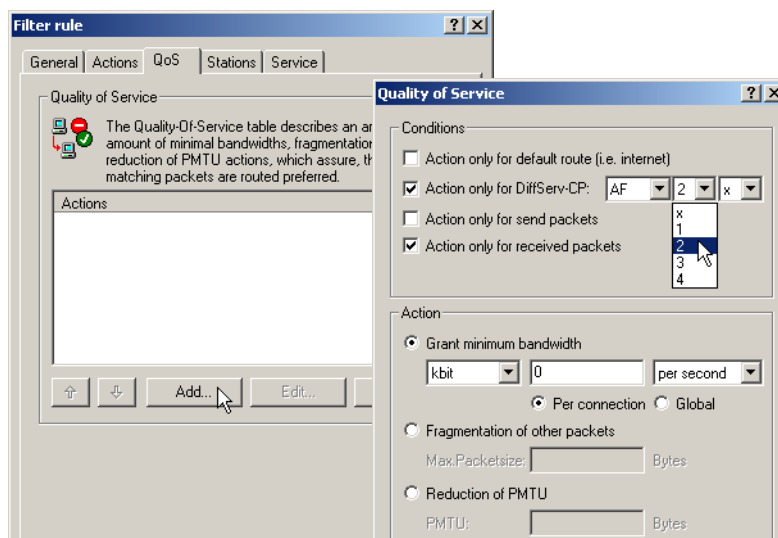 Filter rule
General Actions QoS Stations Service
Quality of Service
The Quality-Of-Service table describes an ar
amount of minimal bandwidths, fragmentation
reduction of PMTU actions, which assure, th
matching packets are routed preferred.
Actions
Add... Edit...
Quality of Service
Conditions
Action only for default route (i.e. internet)
Action only for DiffServ-CP: AF 2 x
Action only for send packets
Action only for received packets
x
1
2
3
4
Action
Grant minimum bandwidth
kbit 0 per second
Per connection Global
Fragmentation of other packets
Max.Packetsize: Bytes
Reduction of PMTU
PMTU: Bytes